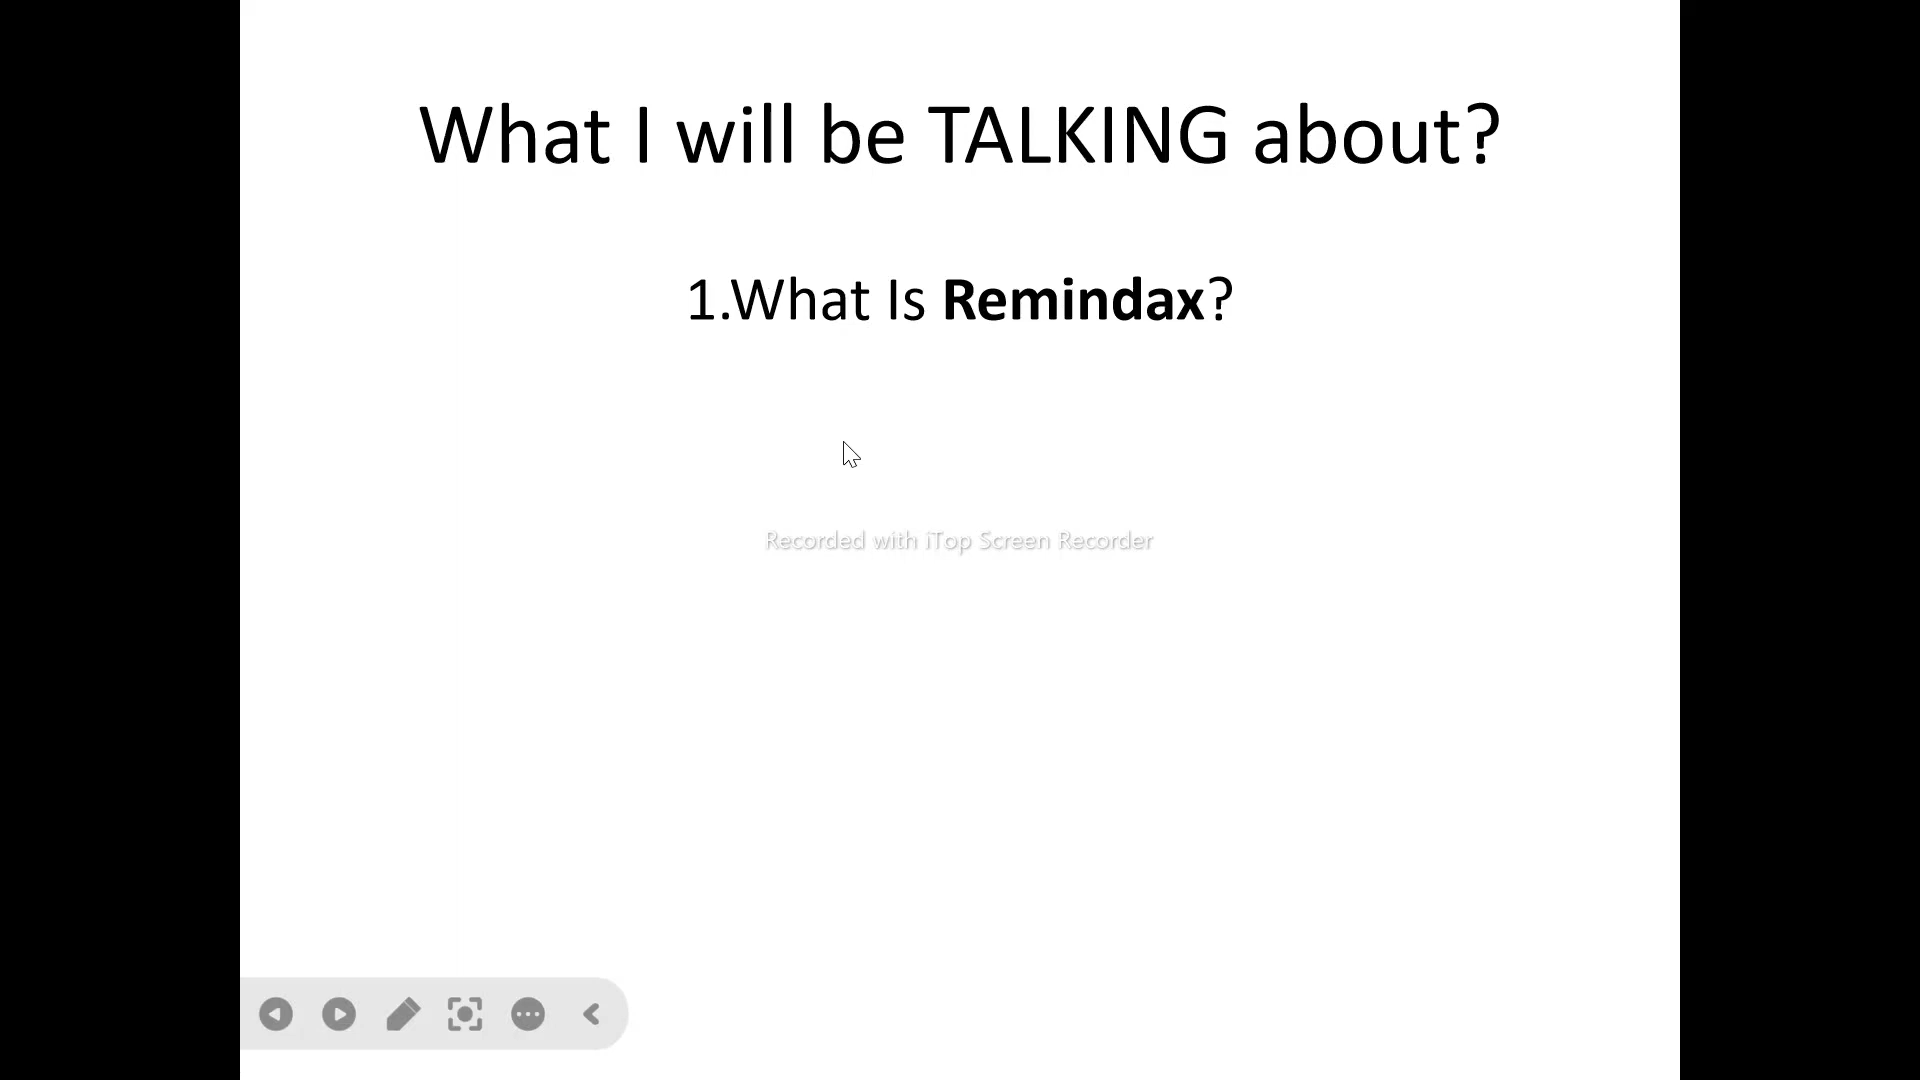 What I will be TALKING about?
1.What Is Remindax?
Recorded with iTop Screen Recorder